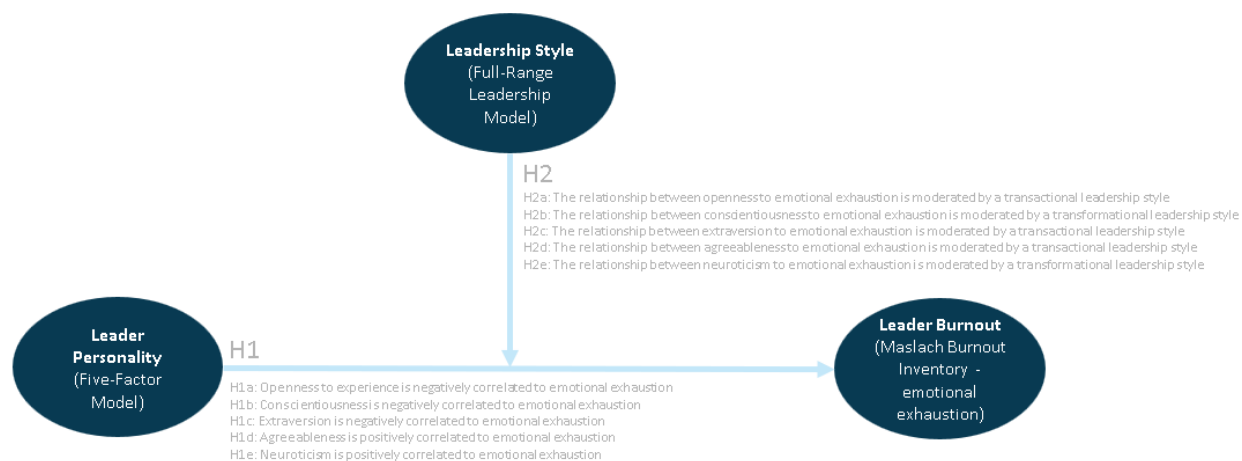 Leadership Style
(Full-Range
Leadership
Model)
H2
H2a: The relationship between openness to emotional exhaustion is moderated by a transactional leadership style
H2b: The relationship between conscientiousness to emotional exhaustion is moderated by a transformational leadership style
H2c: The relationship between extraversion to emotional exhaustion is moderated by a transactional leadership style
H2d: The relationship between agreeableness to emotional exhaustion is moderated by a transactional leadership style
H2e: The relationship between neuroticism to emotional exhaustion is moderated by a transformational leadership style
Leader
Personality
(Five-Factor
Model)
H1
H1a: Openness to experience is negatively correlated to emotional exhaustion
H1b: Conscientiousness is negatively correlated to emotional exhaustion
H1c: Extraversion is negatively correlated to emotional exhaustion
H1d: Agreeableness is positively correlated to emotional exhaustion
H1e: Neuroticism is positively correlated to emotional exhaustion
Leader Burnout
(Maslach Burnout
Inventory -
emotional
exhaustion)